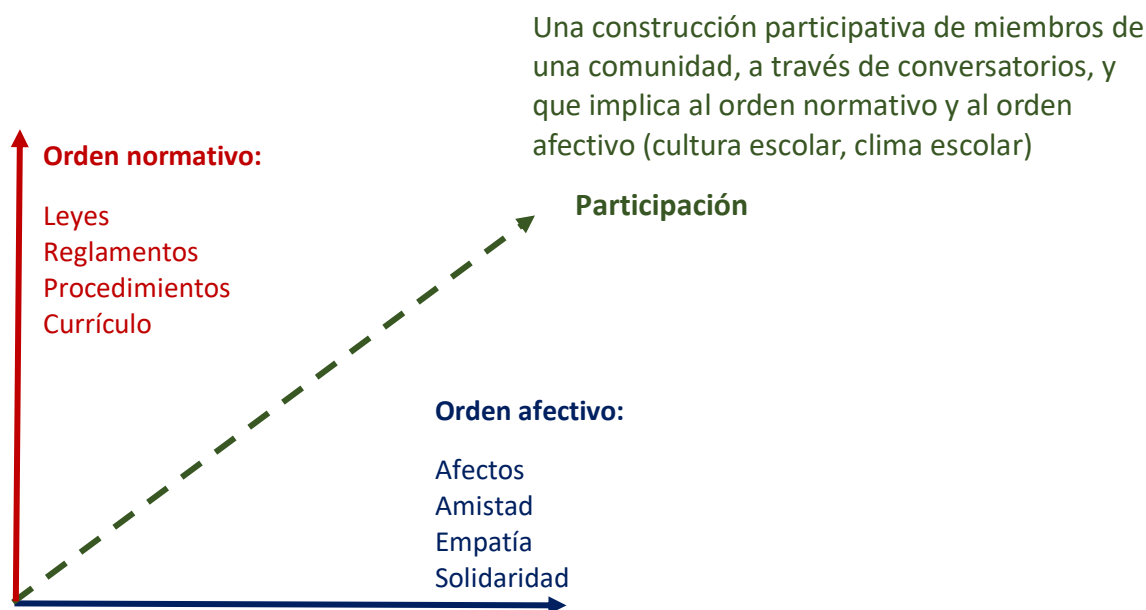 Una construcción participativa de miembros de
una comunidad, a través de conversatorios, y
que implica al orden normativo y al orden
afectivo (cultura escolar, clima escolar)
Orden normativo:
Leyes
Reglamentos
Procedimientos
Currículo
Participación
Orden afectivo:
Afectos
Amistad
Empatía
Solidaridad